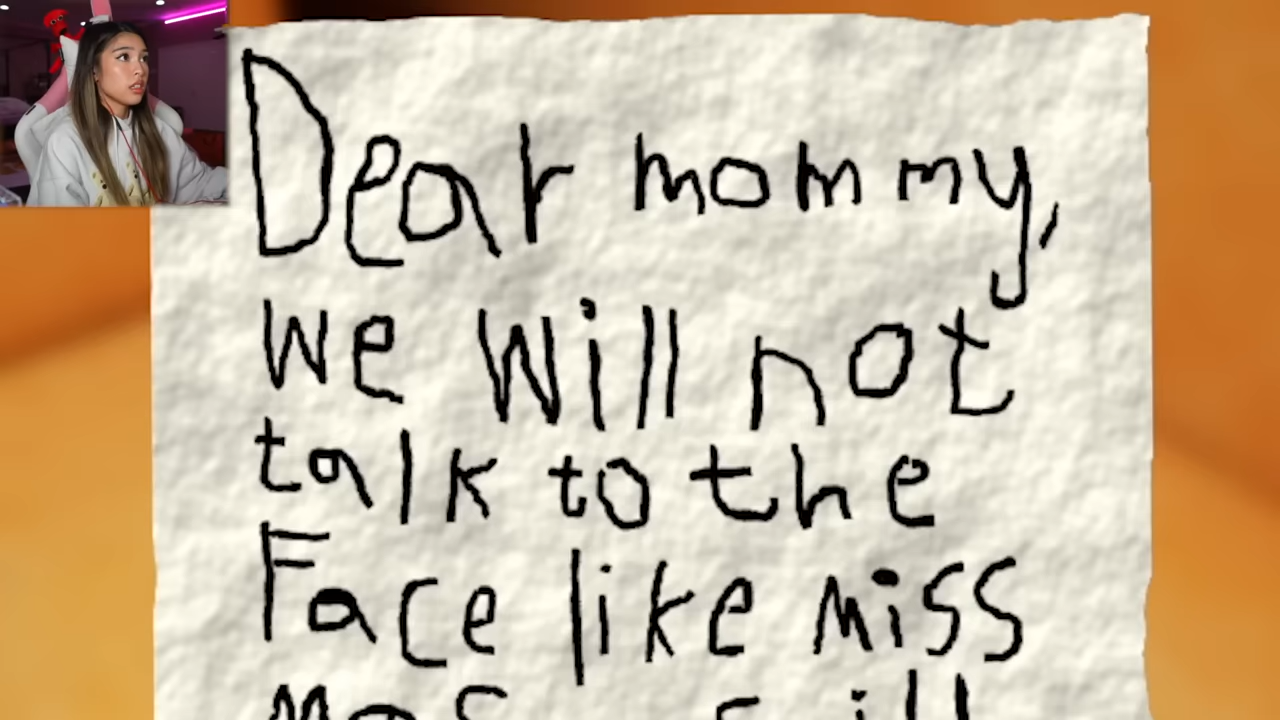 Dear mommy,
we will not
talk to the
Face like miss